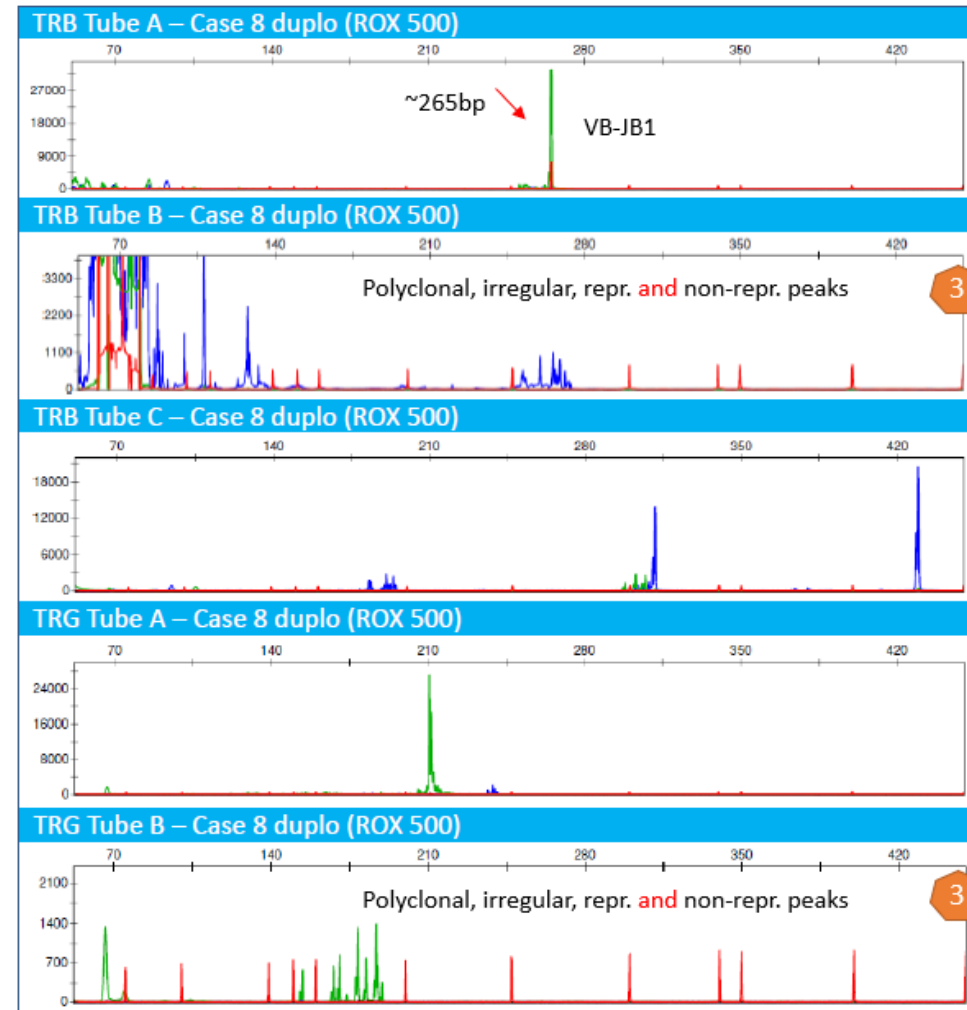 TRB Tube A – Case 8 duplo (ROX 500)
70 140 210 280 350 420
27000
~265bp
18000
VB-JB1
9000
0
TRB Tube B – Case 8 duplo (ROX 500)
70 140 210 280 350 420
3300
Polyclonal, irregular, repr. and non-repr. peaks
3
2200
1100
0
TRB Tube C – Case 8 duplo (ROX 500)
70 140 210 280 350 420
18000
12000
6000
0
TRG Tube A – Case 8 duplo (ROX 500)
70 140 210 280 350 420
24000
16000
8000
0
TRG Tube B – Case 8 duplo (ROX 500)
70 140 210 280 350 420
2100
Polyclonal, irregular, repr. and non-repr. peaks
3
1400
700
0